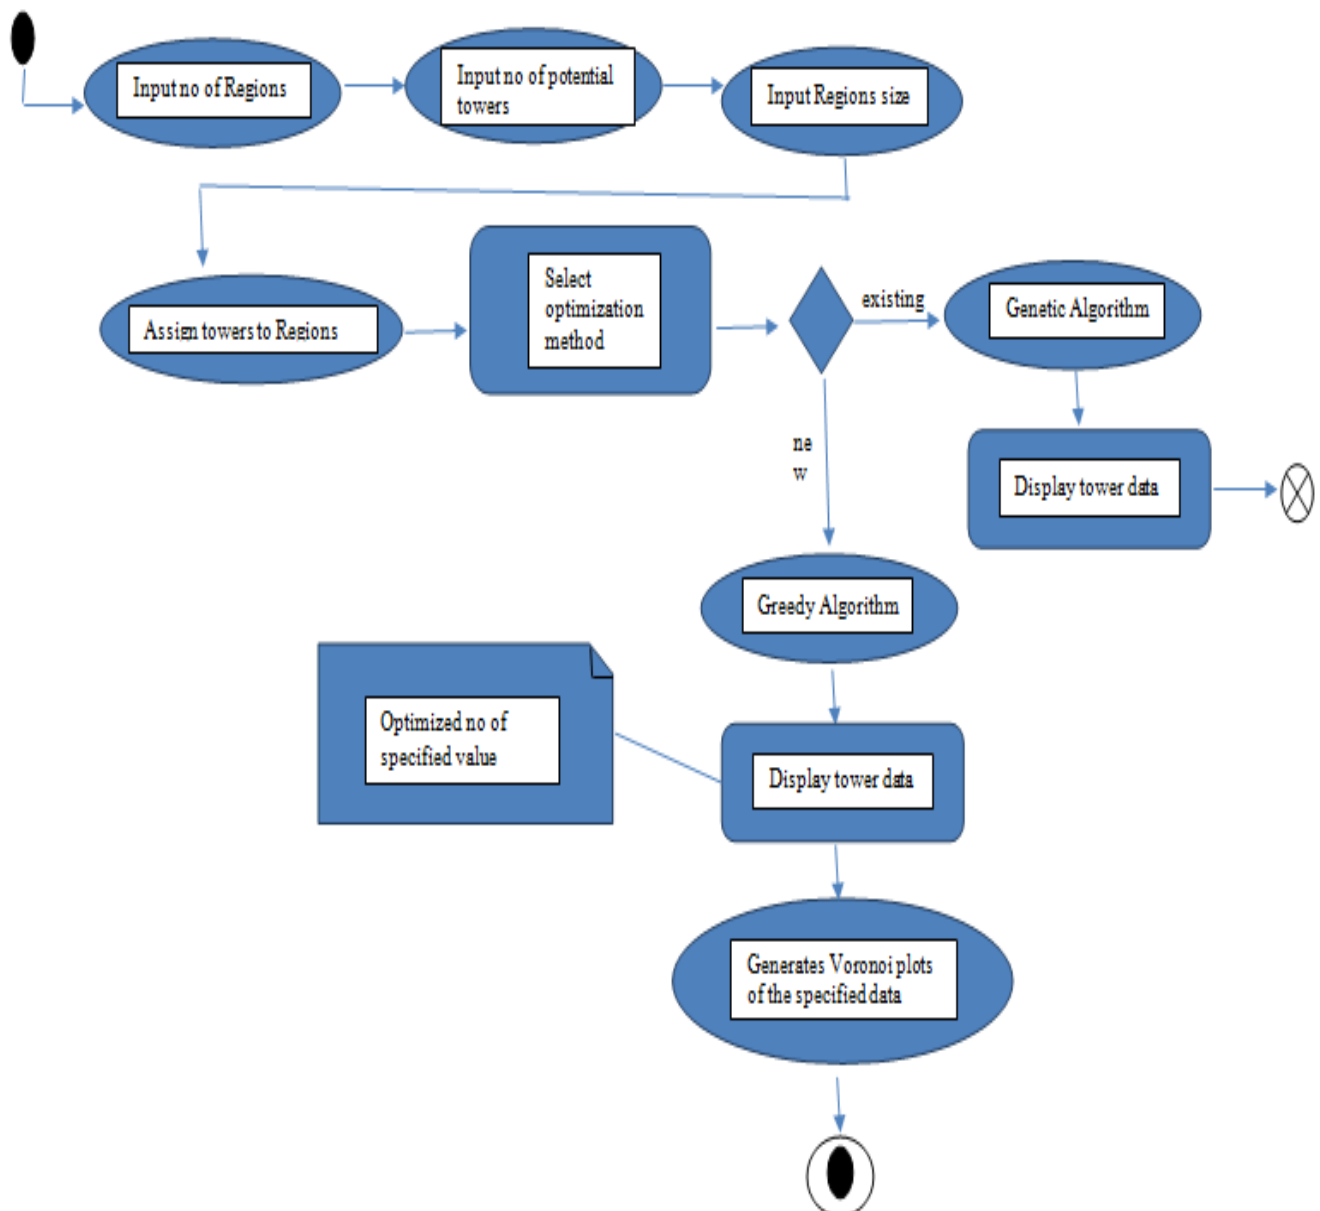 Input no of Regions
Input no of potential
towers
Input Regions size
Assign towers to Regions
Select
optimization
method
existing
Genetic Algorithm
ne
w
Display tower data
Greedy Algorithm
Optimized no of
specified value
Display tower data
Generates Voronoi plots
of the specified data